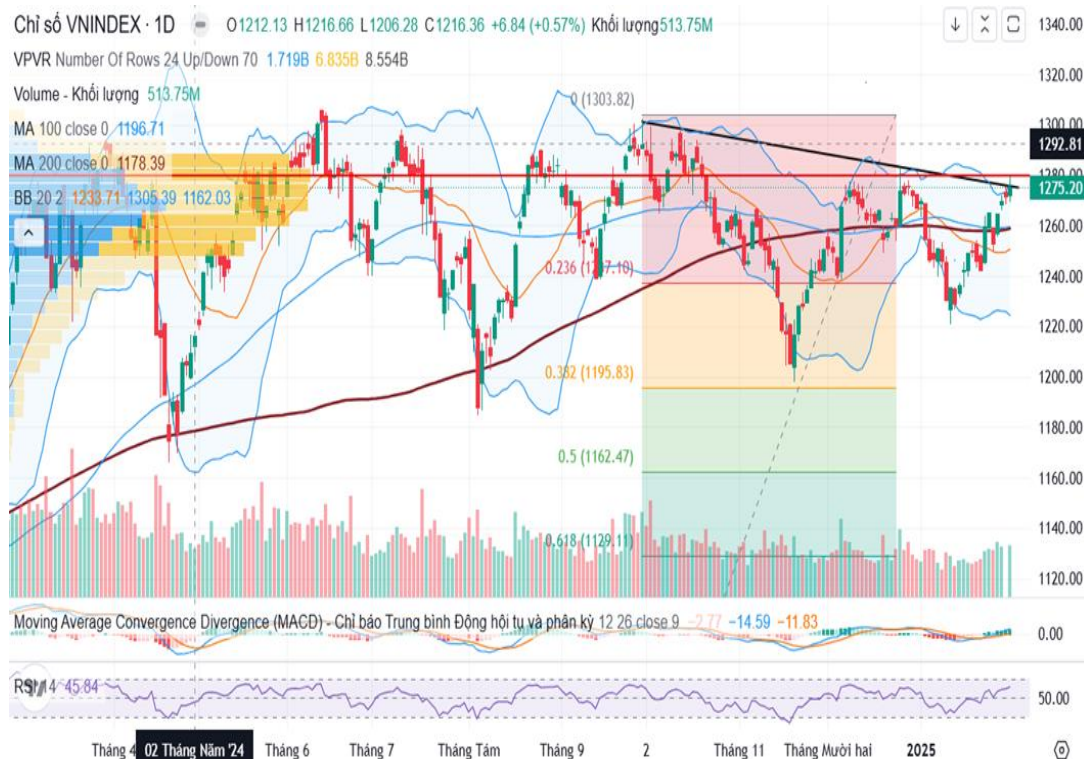 Chỉ số VNINDEX · 1D O1212.13 H1216.66 L1206.28 C1216.36 +6.84 (+0.57%) Khối lượng513.75M
VPVR Number Of Rows 24 Up/Down 70 1.719B 6.835B 8.554B
Volume - Khối lượng 513.75M
MA 100 close 0 1196.71
MA 200 close 0 1178.39
BB 20 2 1233.71 1305.39 1162.03
0 (1303.82)
0.382 (1195.83)
0.5 (1162.47)
0.618 (1129.11)
1340.00
1320.00
1300.00
1292.81
1275.20
1260.00
1240.00
1220.00
1200.00
1180.00
1160.00
1140.00
1120.00
Moving Average Convergence Divergence (MACD) - Chỉ báo Trung bình Động hội tụ và phân kỳ 12 26 close 9 −2.77 −14.59 −11.83
0.00
14 45.84
50.00
Tháng 4 02 Tháng Năm '24 Tháng 6 Tháng 7 Tháng Tám Tháng 9 2 Tháng 11 Tháng Mười hai 2025